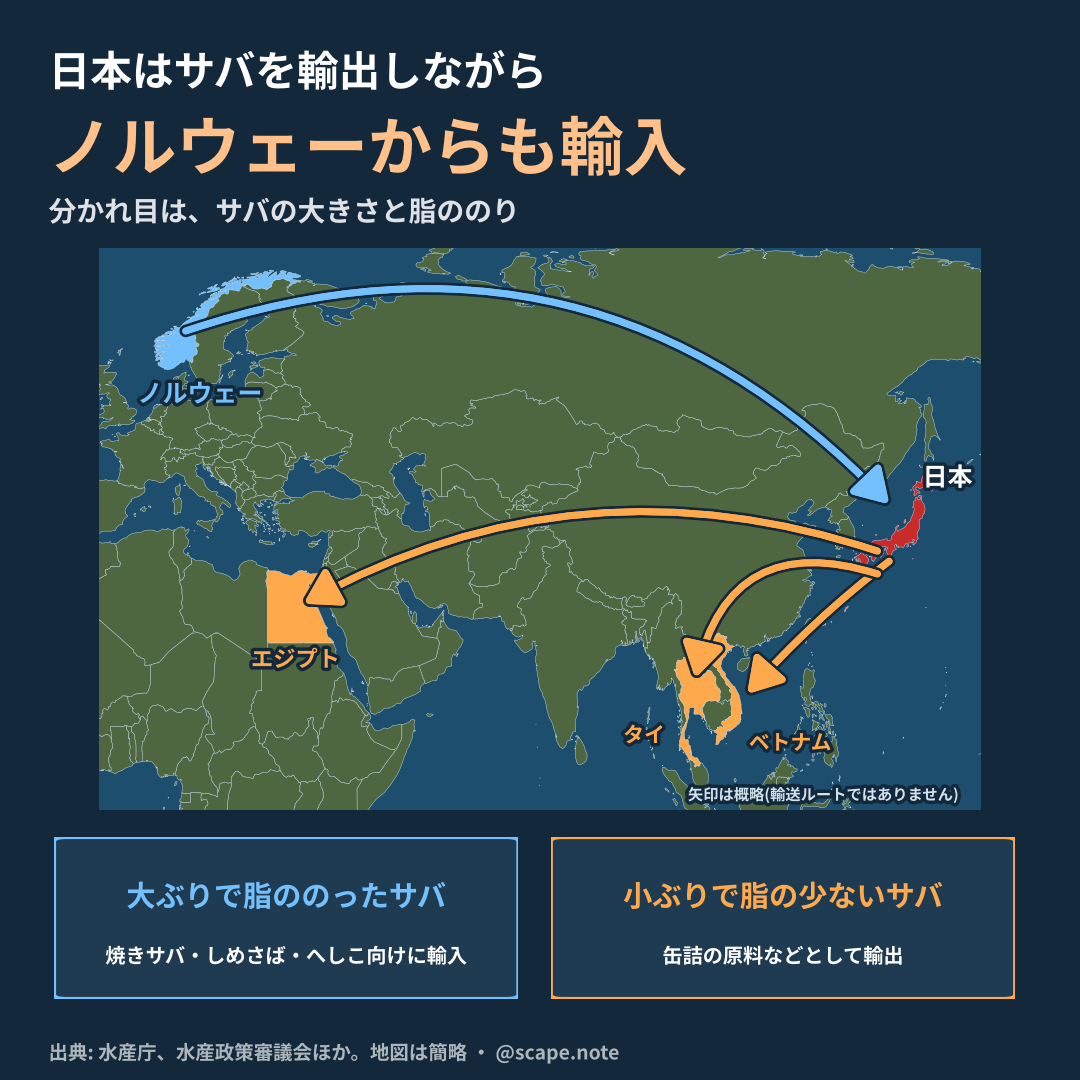 日本はサバを輸出しながら
ノルウェーからも輸入
分かれ目は、サバの大きさと脂ののり
ノルウェー
日本
エジプト
タイ
ベトナム
矢印は概略(輸送ルートではありません)
大ぶりで脂ののったサバ
焼きサバ・しめさば・へしこ向けに輸入
小ぶりで脂の少ないサバ
缶詰の原料などとして輸出
出典: 水産庁、水産政策審議会ほか。地図は簡略 ・ @scape.note